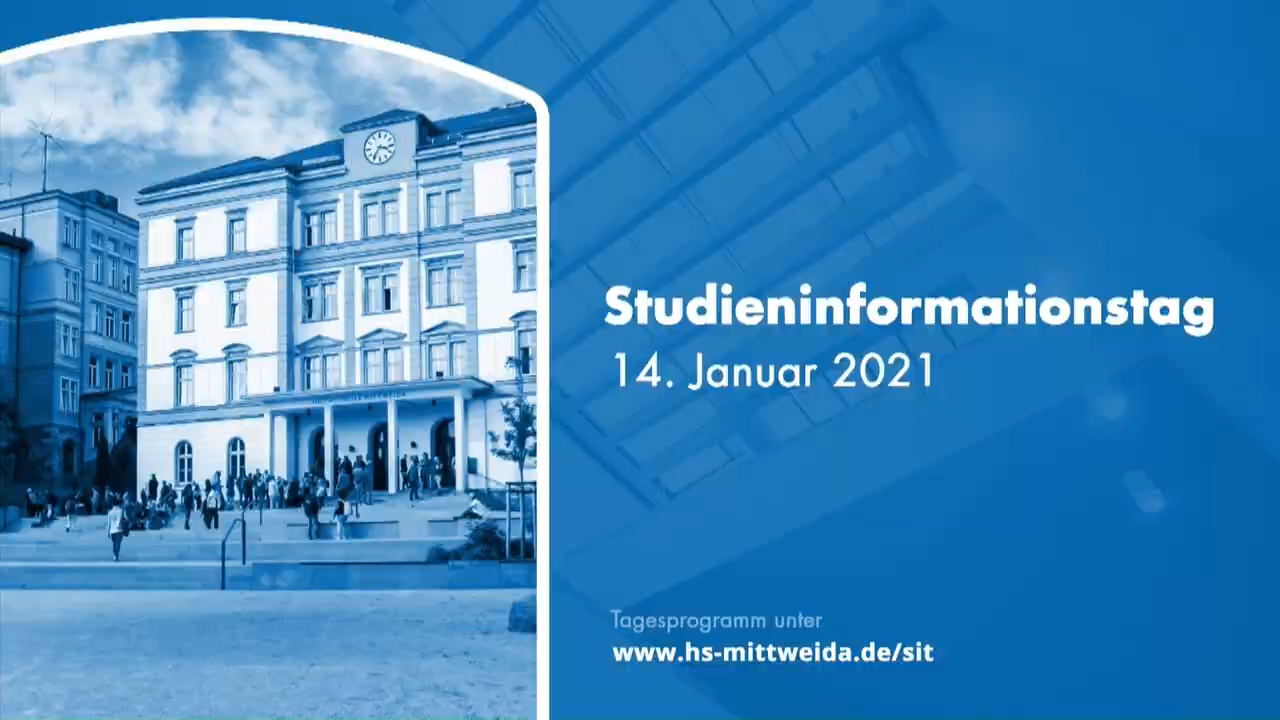 Studieninformationstag
14. Januar 2021
Tagesprogramm unter
www.hs-mittweida.de/sit